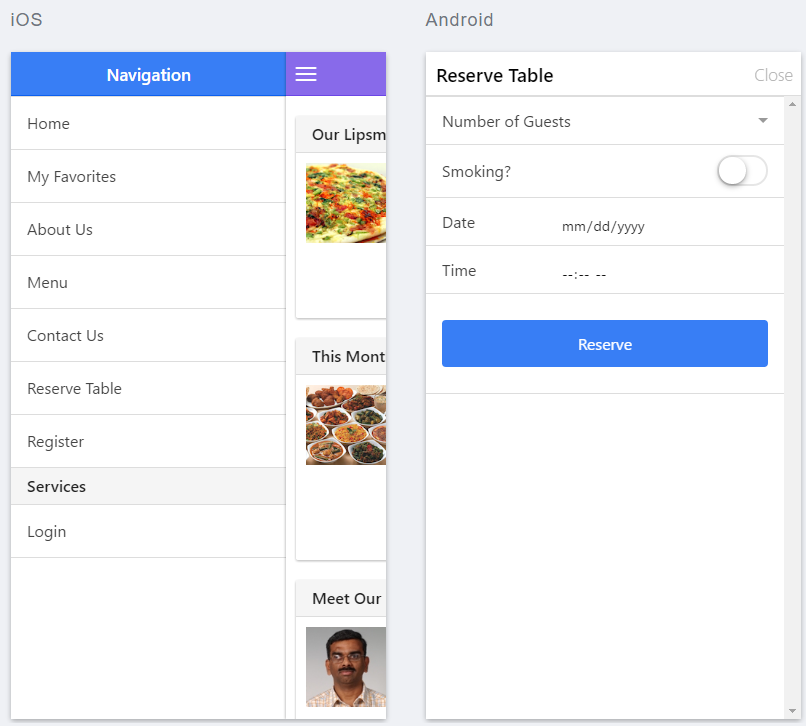 iOS
Navigation
Home
My Favorites
About Us
Menu
Contact Us
Reserve Table
Register
Services
Login
Our Lipsm
This Mont
Meet Our
Android
Reserve Table Close
Number of Guests
Smoking?
Date mm/dd/yyyy
Time --:-- --
Reserve